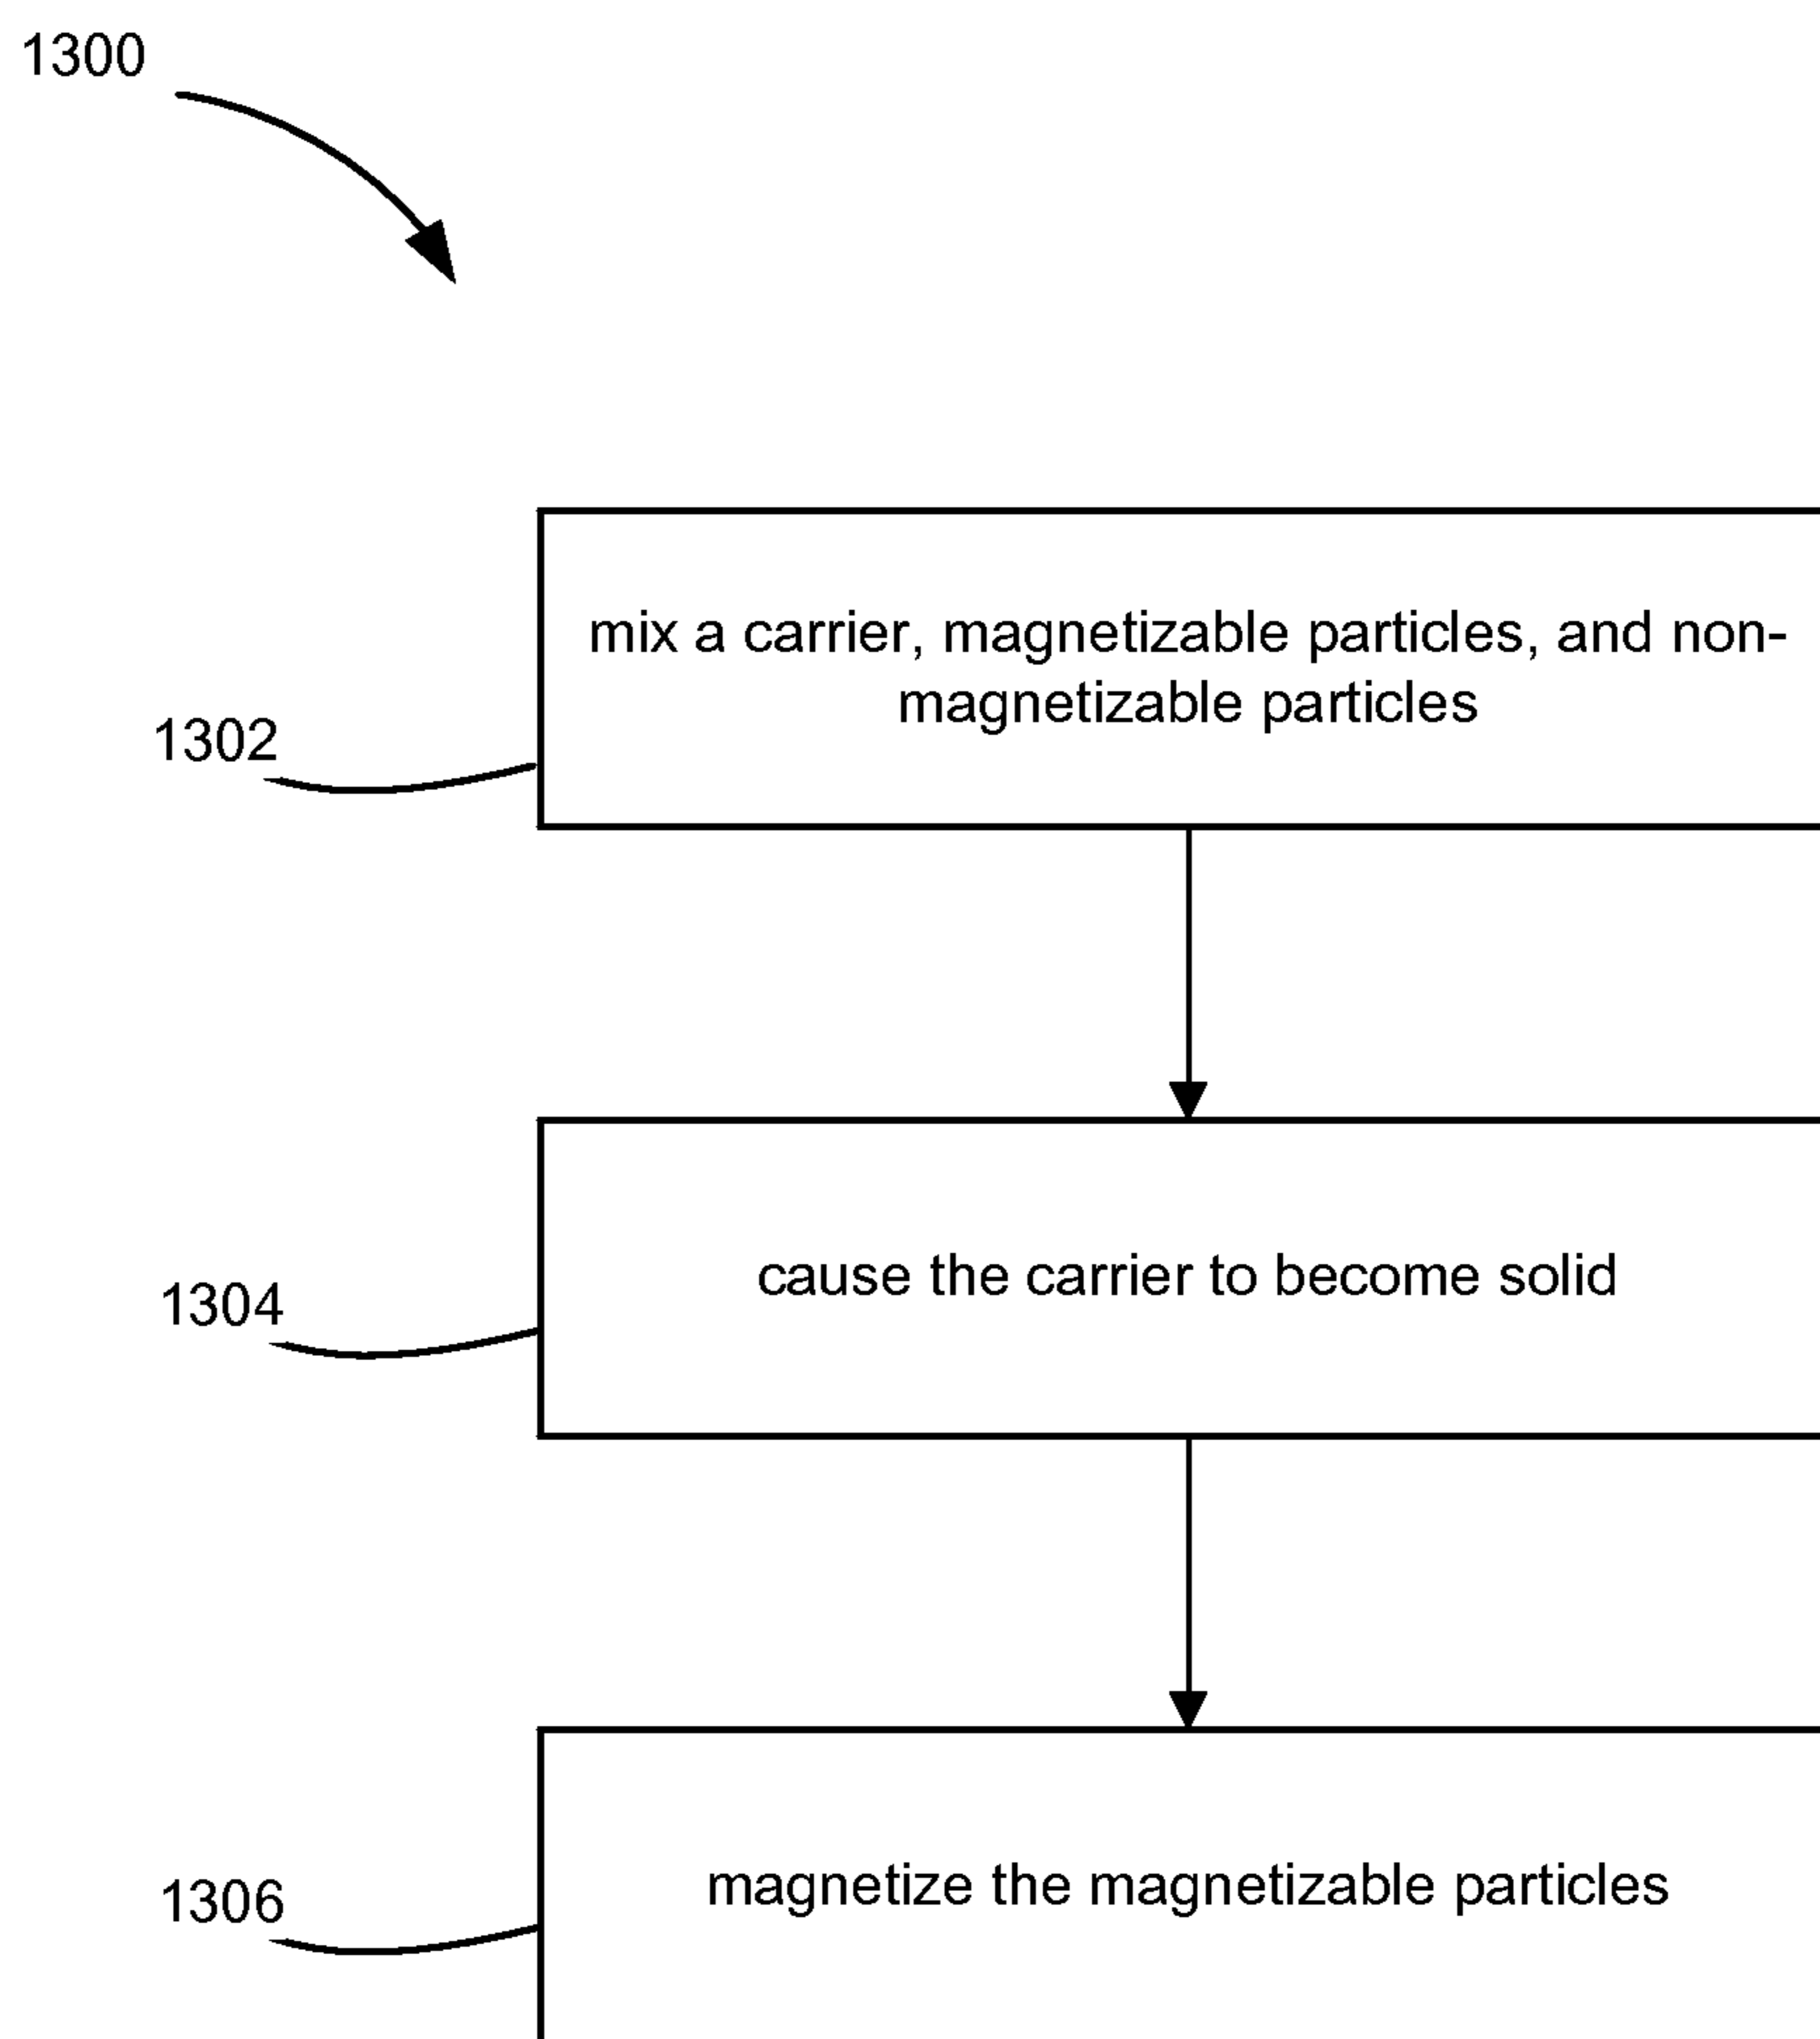 1300
mix a carrier, magnetizable particles, and non-
magnetizable particles
1302
cause the carrier to become solid
1304
magnetize the magnetizable particles
1306